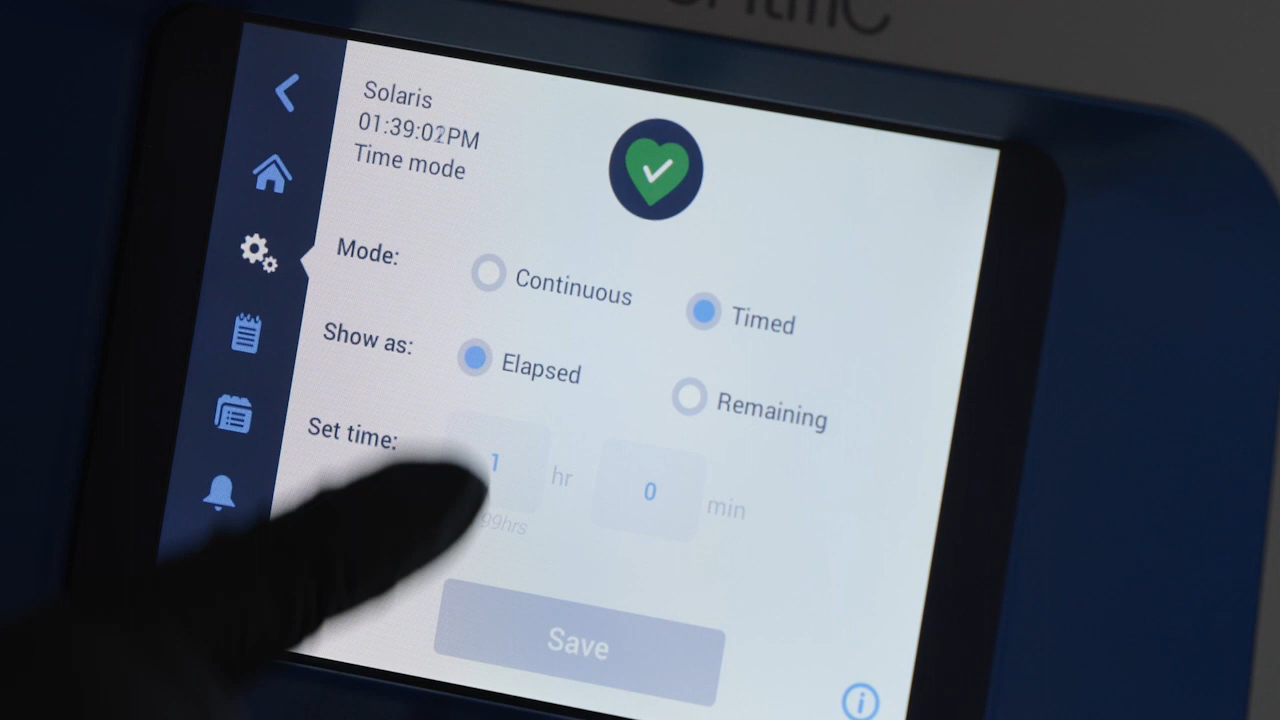 Solaris
01:39:02PM
Time mode
Mode:
Continuous
Timed
Show as:
Elapsed
Remaining
Set time:
1 hr 0 min
99hrs
Save